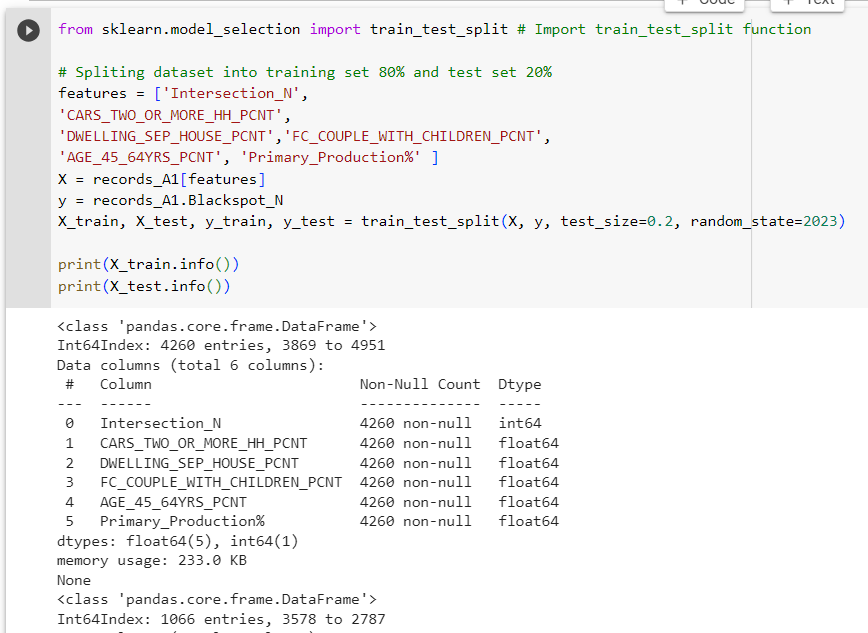 + Code + Text
from sklearn.model_selection import train_test_split # Import train_test_split function
# Spliting dataset into training set 80% and test set 20%
features = ['Intersection_N',
'CARS_TWO_OR_MORE_HH_PCNT',
'DWELLING_SEP_HOUSE_PCNT','FC_COUPLE_WITH_CHILDREN_PCNT',
'AGE_45_64YRS_PCNT', 'Primary_Production%' ]
X = records_A1[features]
y = records_A1.Blackspot_N
X_train, X_test, y_train, y_test = train_test_split(X, y, test_size=0.2, random_state=2023)
print(X_train.info())
print(X_test.info())
<class 'pandas.core.frame.DataFrame'>
Int64Index: 4260 entries, 3869 to 4951
Data columns (total 6 columns):
# Column Non-Null Count Dtype
--- ------ -------------- -----
0 Intersection_N 4260 non-null int64
1 CARS_TWO_OR_MORE_HH_PCNT 4260 non-null float64
2 DWELLING_SEP_HOUSE_PCNT 4260 non-null float64
3 FC_COUPLE_WITH_CHILDREN_PCNT 4260 non-null float64
4 AGE_45_64YRS_PCNT 4260 non-null float64
5 Primary_Production% 4260 non-null float64
dtypes: float64(5), int64(1)
memory usage: 233.0 KB
None
<class 'pandas.core.frame.DataFrame'>
Int64Index: 1066 entries, 3578 to 2787